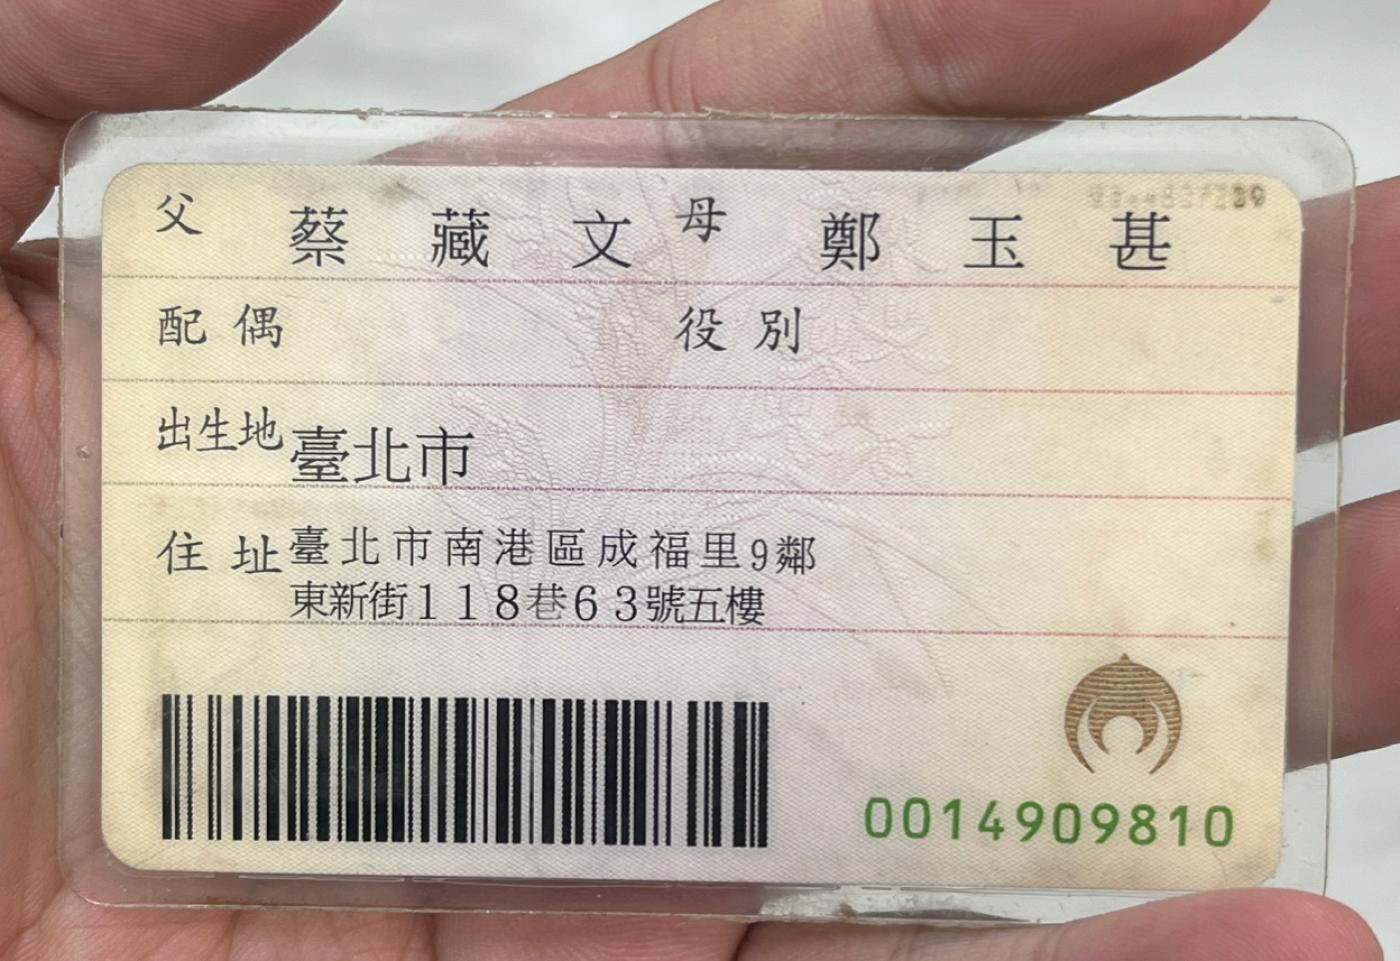 父 蔡藏文 母 鄭玉甚
配偶 役別
出生地 臺北市
住址 臺北市南港區成福里9鄰
東新街118巷63號五樓
0014909810